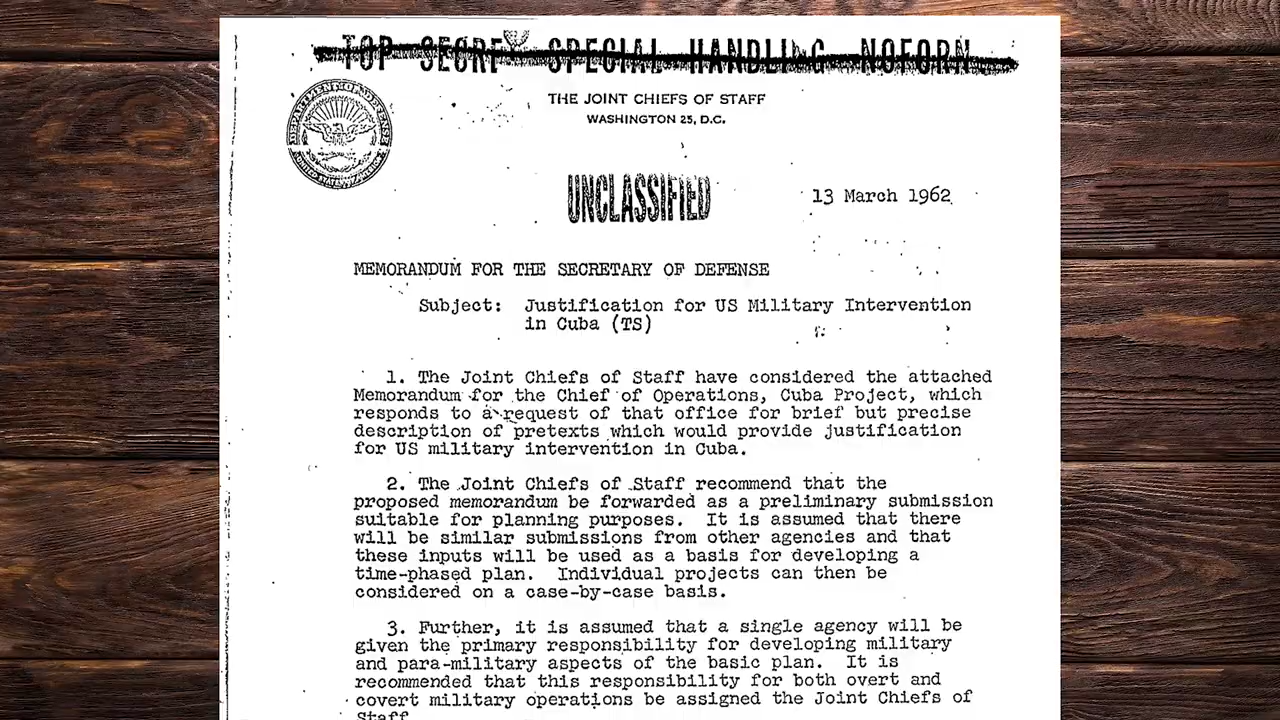 TOP SECRET SPECIAL HANDLING NOFORN
THE JOINT CHIEFS OF STAFF
WASHINGTON 25, D.C.
UNCLASSIFIED
13 March 1962
MEMORANDUM FOR THE SECRETARY OF DEFENSE
Subject: Justification for US Military Intervention
in Cuba (TS)
1. The Joint Chiefs of Staff have considered the attached
Memorandum for the Chief of Operations, Cuba Project, which
responds to a request of that office for brief but precise
description of pretexts which would provide justification
for US military intervention in Cuba.
2. The Joint Chiefs of Staff recommend that the
proposed memorandum be forwarded as a preliminary submission
suitable for planning purposes. It is assumed that there
will be similar submissions from other agencies and that
these inputs will be used as a basis for developing a
time-phased plan. Individual projects can then be
considered on a case-by-case basis.
3. Further, it is assumed that a single agency will be
given the primary responsibility for developing military
and para-military aspects of the basic plan. It is
recommended that this responsibility for both overt and
covert military operations be assigned the Joint Chiefs of
Staff